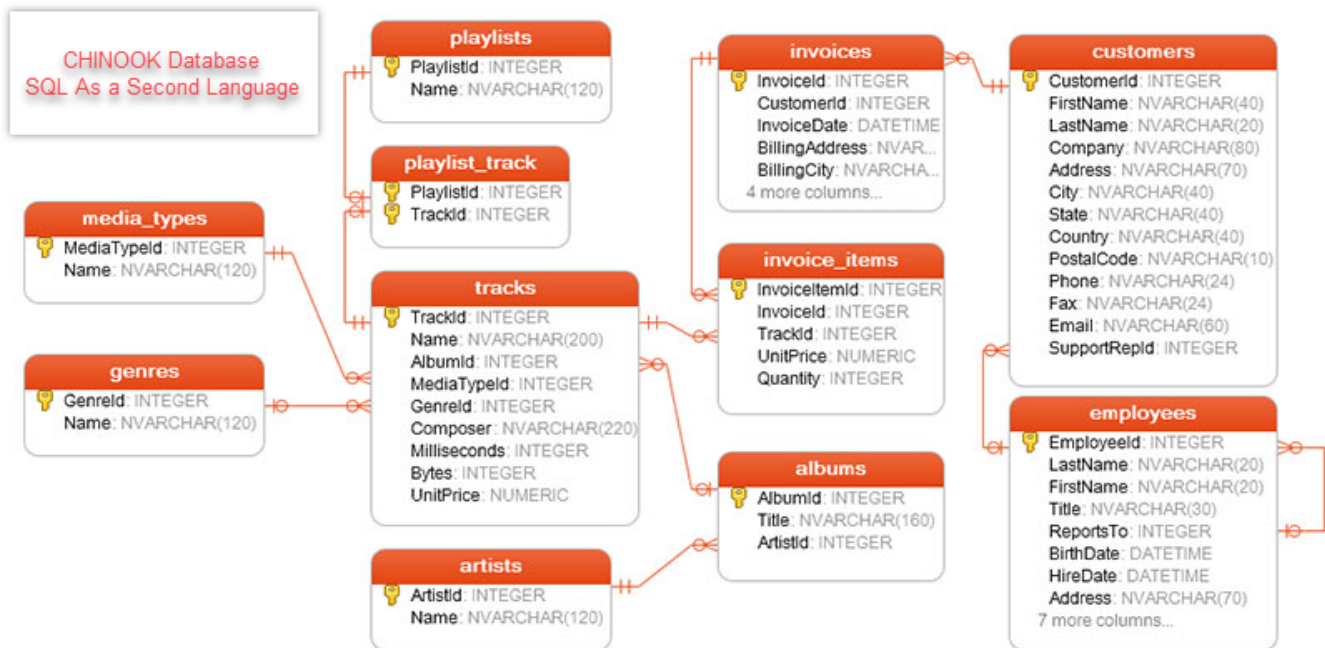 CHINOOK Database
SQL As a Second Language
playlists
PlaylistId: INTEGER
Name: NVARCHAR(120)
playlist_track
PlaylistId: INTEGER
TrackId: INTEGER
media_types
MediaTypeId: INTEGER
Name: NVARCHAR(120)
genres
GenreId: INTEGER
Name: NVARCHAR(120)
tracks
TrackId: INTEGER
Name: NVARCHAR(200)
AlbumId: INTEGER
MediaTypeId: INTEGER
GenreId: INTEGER
Composer: NVARCHAR(220)
Milliseconds: INTEGER
Bytes: INTEGER
UnitPrice: NUMERIC
artists
ArtistId: INTEGER
Name: NVARCHAR(120)
invoices
InvoiceId: INTEGER
CustomerId: INTEGER
InvoiceDate: DATETIME
BillingAddress: NVAR...
BillingCity: NVARCHA...
4 more columns...
invoice_items
InvoiceItemId: INTEGER
InvoiceId: INTEGER
TrackId: INTEGER
UnitPrice: NUMERIC
Quantity: INTEGER
albums
AlbumId: INTEGER
Title: NVARCHAR(160)
ArtistId: INTEGER
customers
CustomerId: INTEGER
FirstName: NVARCHAR(40)
LastName: NVARCHAR(20)
Company: NVARCHAR(80)
Address: NVARCHAR(70)
City: NVARCHAR(40)
State: NVARCHAR(40)
Country: NVARCHAR(40)
PostalCode: NVARCHAR(10)
Phone: NVARCHAR(24)
Fax: NVARCHAR(24)
Email: NVARCHAR(60)
SupportRepId: INTEGER
employees
EmployeeId: INTEGER
LastName: NVARCHAR(20)
FirstName: NVARCHAR(20)
Title: NVARCHAR(30)
ReportsTo: INTEGER
BirthDate: DATETIME
HireDate: DATETIME
Address: NVARCHAR(70)
7 more columns...